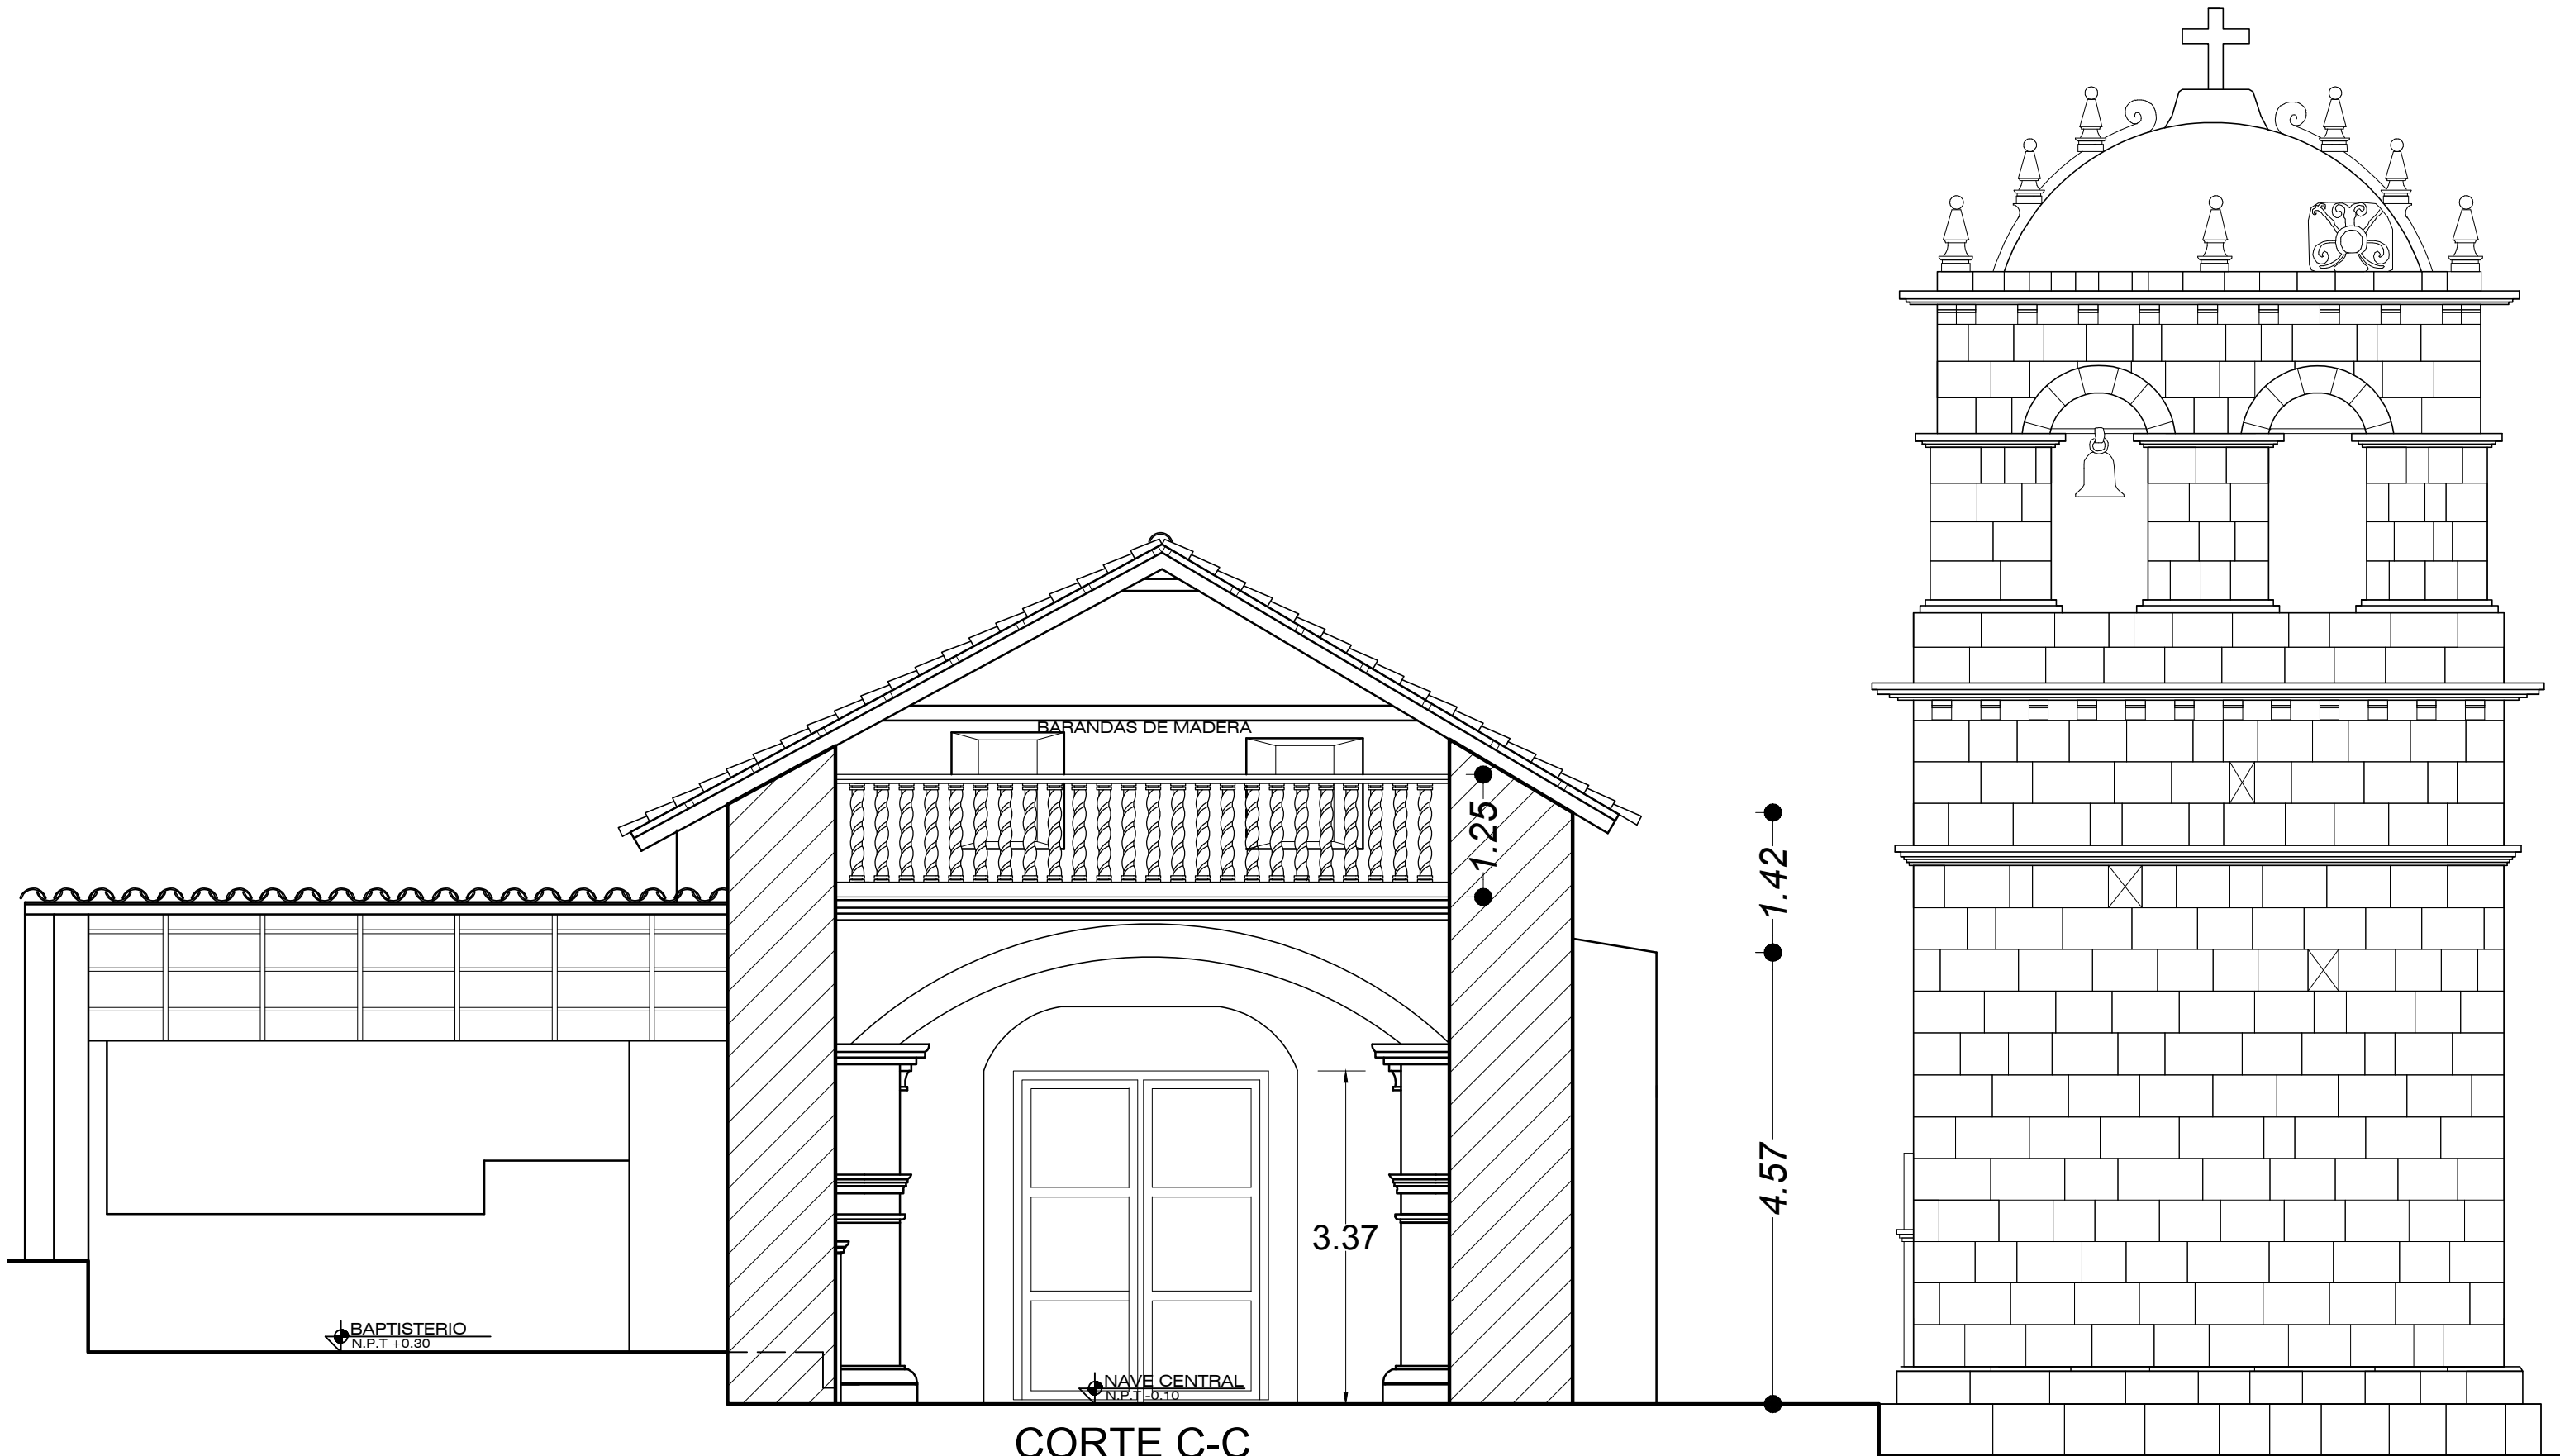 BARANDAS DE MADERA
1.25
1.42
4.57
3.37
BAPTISTERIO
N.P.T +0.30
NAVE CENTRAL
N.P.T -0.10
CORTE C-C